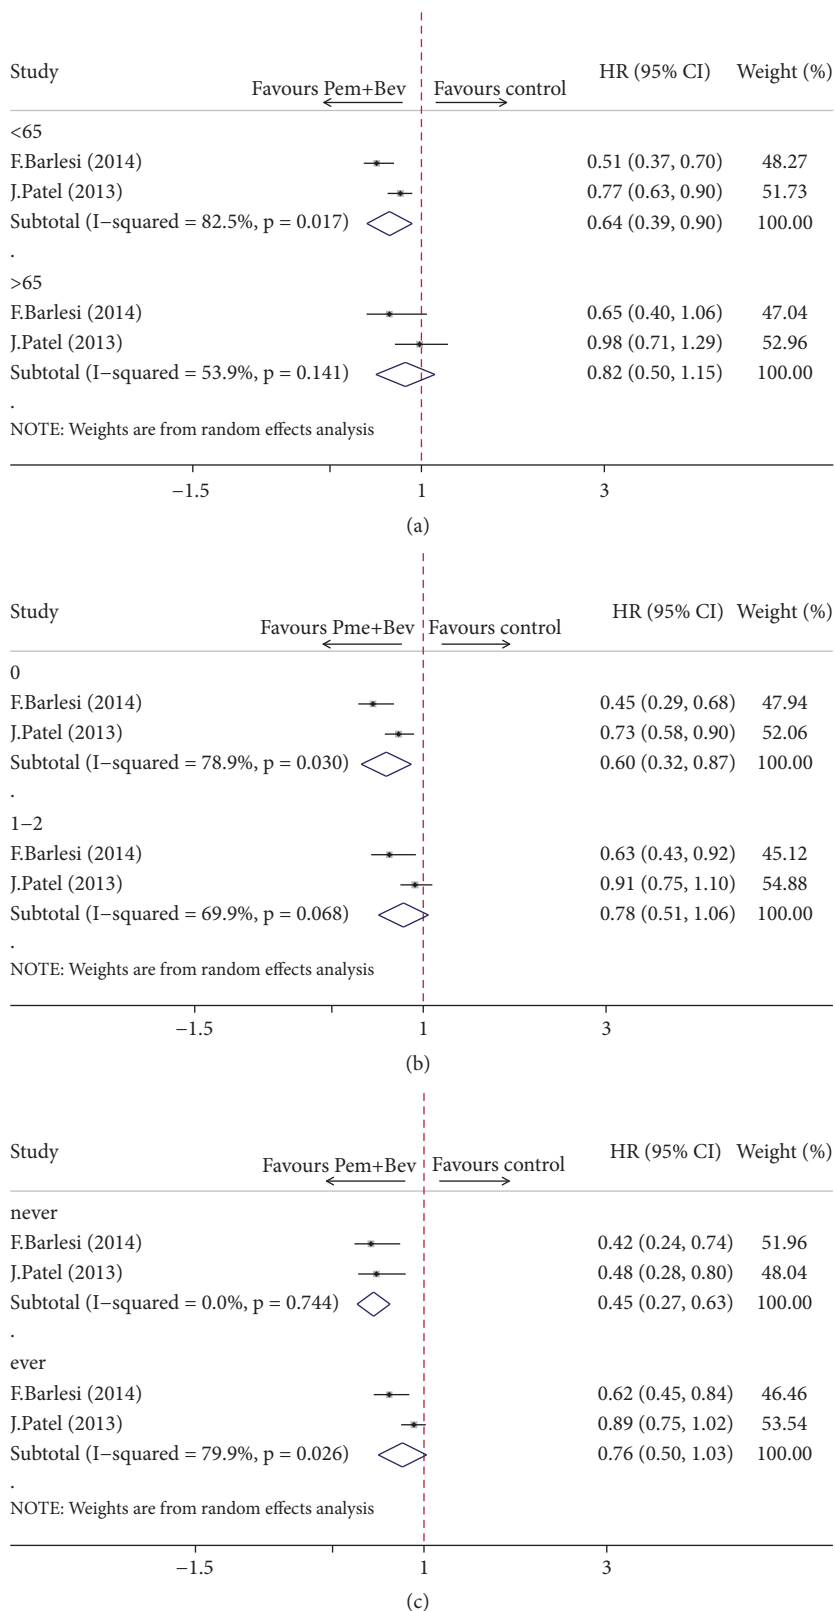 Study Favours Pem+Bev Favours control HR (95% CI) Weight (%)
<65
F.Barlesi (2014) 0.51 (0.37, 0.70) 48.27
J.Patel (2013) 0.77 (0.63, 0.90) 51.73
Subtotal (I−squared = 82.5%, p = 0.017) 0.64 (0.39, 0.90) 100.00
.
>65
F.Barlesi (2014) 0.65 (0.40, 1.06) 47.04
J.Patel (2013) 0.98 (0.71, 1.29) 52.96
Subtotal (I−squared = 53.9%, p = 0.141) 0.82 (0.50, 1.15) 100.00
.
NOTE: Weights are from random effects analysis
−1.5 1 3
(a)
Study Favours Pme+Bev Favours control HR (95% CI) Weight (%)
0
F.Barlesi (2014) 0.45 (0.29, 0.68) 47.94
J.Patel (2013) 0.73 (0.58, 0.90) 52.06
Subtotal (I−squared = 78.9%, p = 0.030) 0.60 (0.32, 0.87) 100.00
.
1−2
F.Barlesi (2014) 0.63 (0.43, 0.92) 45.12
J.Patel (2013) 0.91 (0.75, 1.10) 54.88
Subtotal (I−squared = 69.9%, p = 0.068) 0.78 (0.51, 1.06) 100.00
.
NOTE: Weights are from random effects analysis
−1.5 1 3
(b)
Study Favours Pem+Bev Favours control HR (95% CI) Weight (%)
never
F.Barlesi (2014) 0.42 (0.24, 0.74) 51.96
J.Patel (2013) 0.48 (0.28, 0.80) 48.04
Subtotal (I−squared = 0.0%, p = 0.744) 0.45 (0.27, 0.63) 100.00
.
ever
F.Barlesi (2014) 0.62 (0.45, 0.84) 46.46
J.Patel (2013) 0.89 (0.75, 1.02) 53.54
Subtotal (I−squared = 79.9%, p = 0.026) 0.76 (0.50, 1.03) 100.00
.
NOTE: Weights are from random effects analysis
−1.5 1 3
(c)